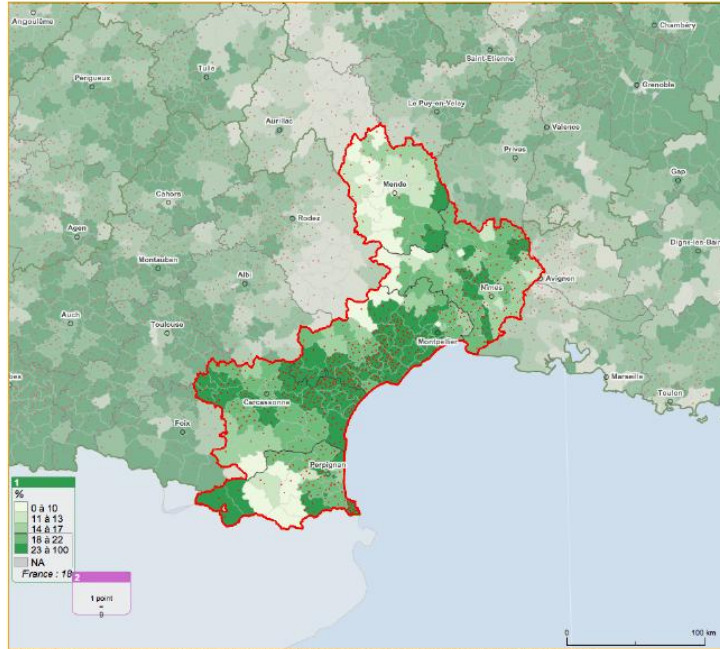 Angoulême
Chambéry
Saint-Etienne
Périgueux
Tulle
Grenoble
Le Puy-en-Velay
Aurillac
Valence
Privas
Gap
Mende
Cahors
Rodez
Agen
Digne-les-Bain
Montauban
Albi
Nîmes
Avignon
Auch
Toulouse
Montpellier
Marseille
Toulon
Carcassonne
Foix
Perpignan
1
%
0 à 10
11 à 13
14 à 17
18 à 22
23 à 100
NA
France : 18
2
1 point
=
0
100 km